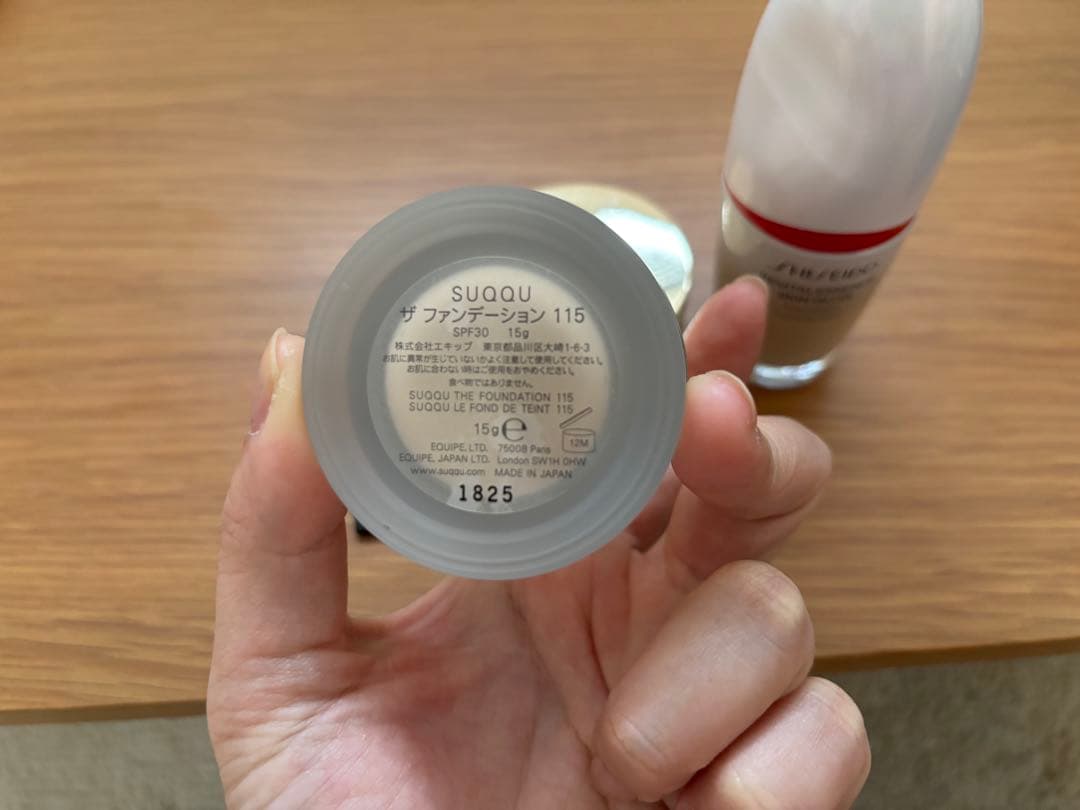 SUQQU
ザ ファンデーション 115
SPF30 15g
株式会社エキップ 東京都品川区大崎1-6-3
お肌に異常が生じていないかよく注意して使用してください。
お肌に合わない時はご使用をおやめください。
食べ物ではありません。
SUQQU THE FOUNDATION 115
SUQQU LE FOND DE TEINT 115
15g℮
12M
EQUIPE, LTD. 75008 Paris
EQUIPE, JAPAN LTD. London SW1H 0HW
www.suqqu.com MADE IN JAPAN
1825
SHISEIDO